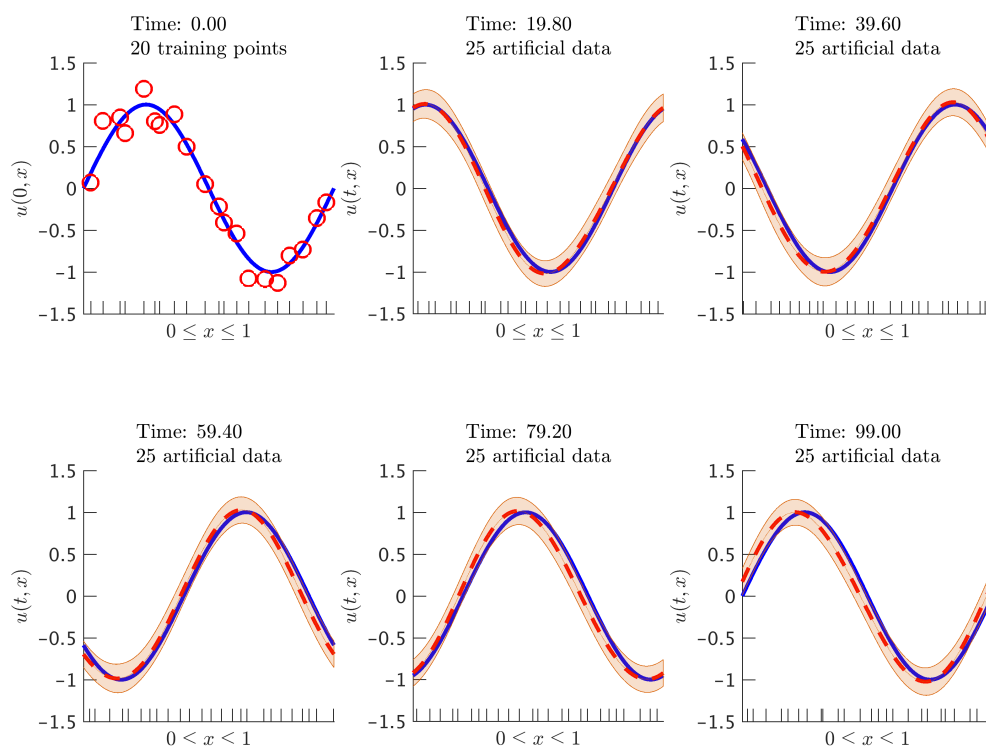 Time: 0.00
20 training points
1.5
1
0.5
0
−0.5
−1
−1.5
u(0, x)
0 ≤ x ≤ 1
Time: 19.80
25 artificial data
1.5
1
0.5
0
−0.5
−1
−1.5
u(t, x)
0 ≤ x ≤ 1
Time: 39.60
25 artificial data
1.5
1
0.5
0
−0.5
−1
−1.5
u(t, x)
0 ≤ x ≤ 1
Time: 59.40
25 artificial data
1.5
1
0.5
0
−0.5
−1
−1.5
u(t, x)
0 < x < 1
Time: 79.20
25 artificial data
1.5
1
0.5
0
−0.5
−1
−1.5
u(t, x)
0 < x < 1
Time: 99.00
25 artificial data
1.5
1
0.5
0
−0.5
−1
−1.5
u(t, x)
0 < x < 1